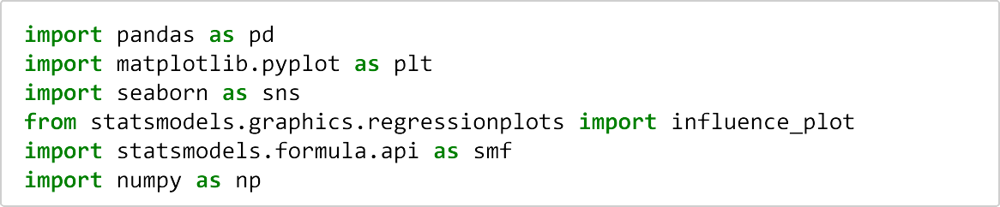 import pandas as pd
import matplotlib.pyplot as plt
import seaborn as sns
from statsmodels.graphics.regressionplots import influence_plot
import statsmodels.formula.api as smf
import numpy as np